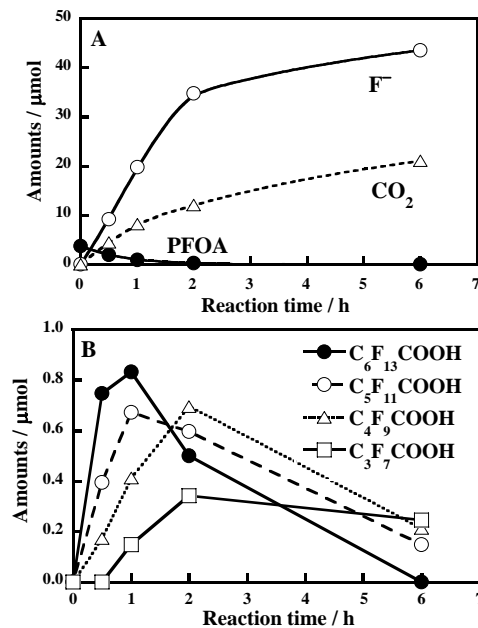 A
50
40
30
20
10
0
Amounts / μmol
F⁻
CO₂
PFOA
0 1 2 3 4 5 6 7
Reaction time / h
B
1.0
0.8
0.6
0.4
0.2
0.0
Amounts / μmol
C₆F₁₃COOH
C₅F₁₁COOH
C₄F₉COOH
C₃F₇COOH
0 1 2 3 4 5 6 7
Reaction time / h